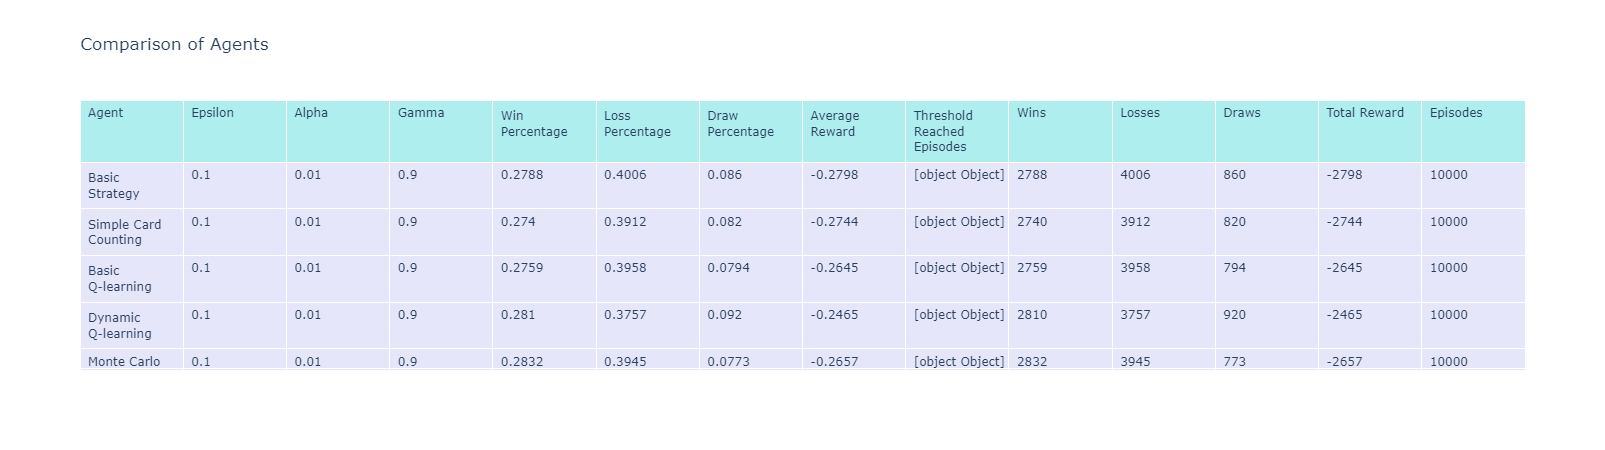 Comparison of Agents
Agent Epsilon Alpha Gamma Win Percentage Loss Percentage Draw Percentage Average Reward Threshold Reached Episodes Wins Losses Draws Total Reward Episodes
Basic Strategy 0.1 0.01 0.9 0.2788 0.4006 0.086 -0.2798 [object Object] 2788 4006 860 -2798 10000
Simple Card Counting 0.1 0.01 0.9 0.274 0.3912 0.082 -0.2744 [object Object] 2740 3912 820 -2744 10000
Basic Q-learning 0.1 0.01 0.9 0.2759 0.3958 0.0794 -0.2645 [object Object] 2759 3958 794 -2645 10000
Dynamic Q-learning 0.1 0.01 0.9 0.281 0.3757 0.092 -0.2465 [object Object] 2810 3757 920 -2465 10000
Monte Carlo 0.1 0.01 0.9 0.2832 0.3945 0.0773 -0.2657 [object Object] 2832 3945 773 -2657 10000